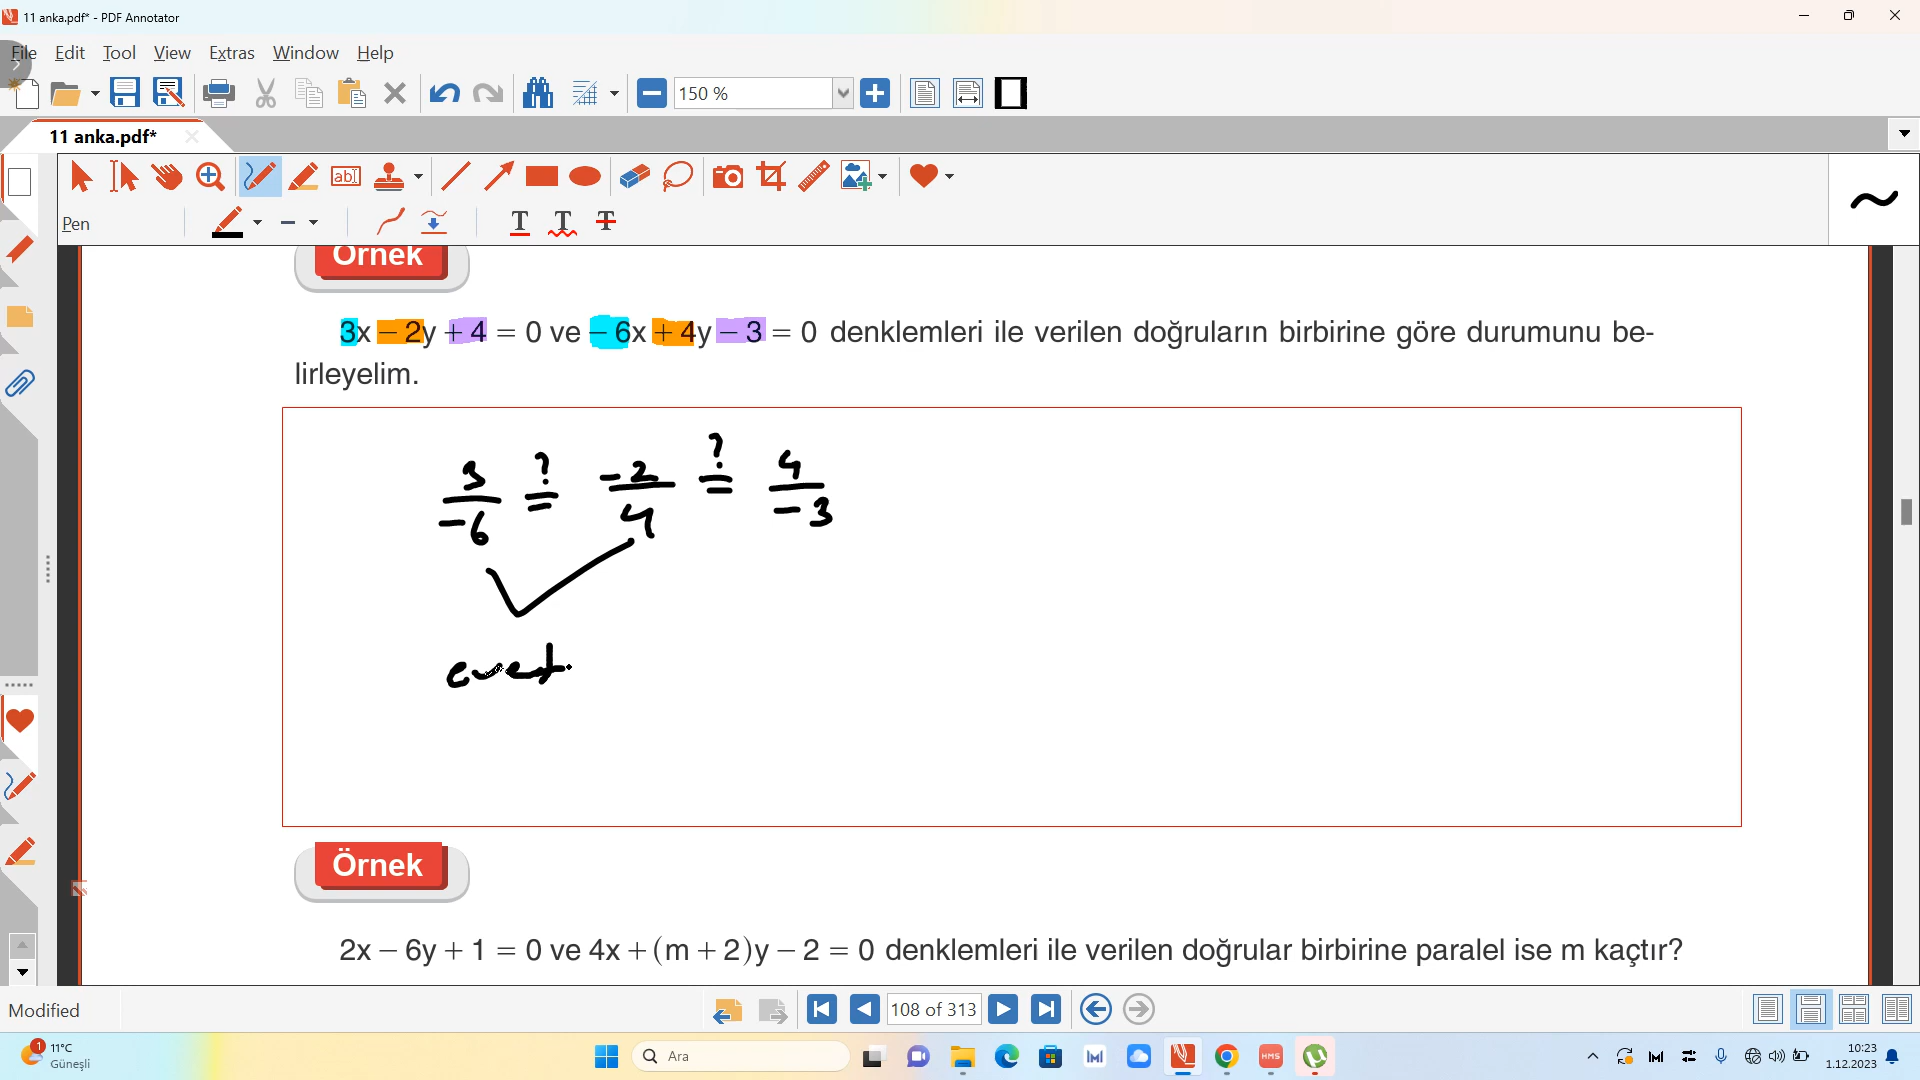 11 anka.pdf* - PDF Annotator
File Edit Tool View Extras Window Help
150 %
11 anka.pdf*
Pen
Örnek
3x − 2y + 4 = 0 ve − 6x + 4y − 3 = 0 denklemleri ile verilen doğruların birbirine göre durumunu be-
lirleyelim.
3/-6 ?= -2/4 ?= 4/-3
evet
Örnek
2x − 6y + 1 = 0 ve 4x + (m + 2)y − 2 = 0 denklemleri ile verilen doğrular birbirine paralel ise m kaçtır?
Modified
108 of 313
1
11°C
Güneşli
Ara
HMS
10:23
1.12.2023